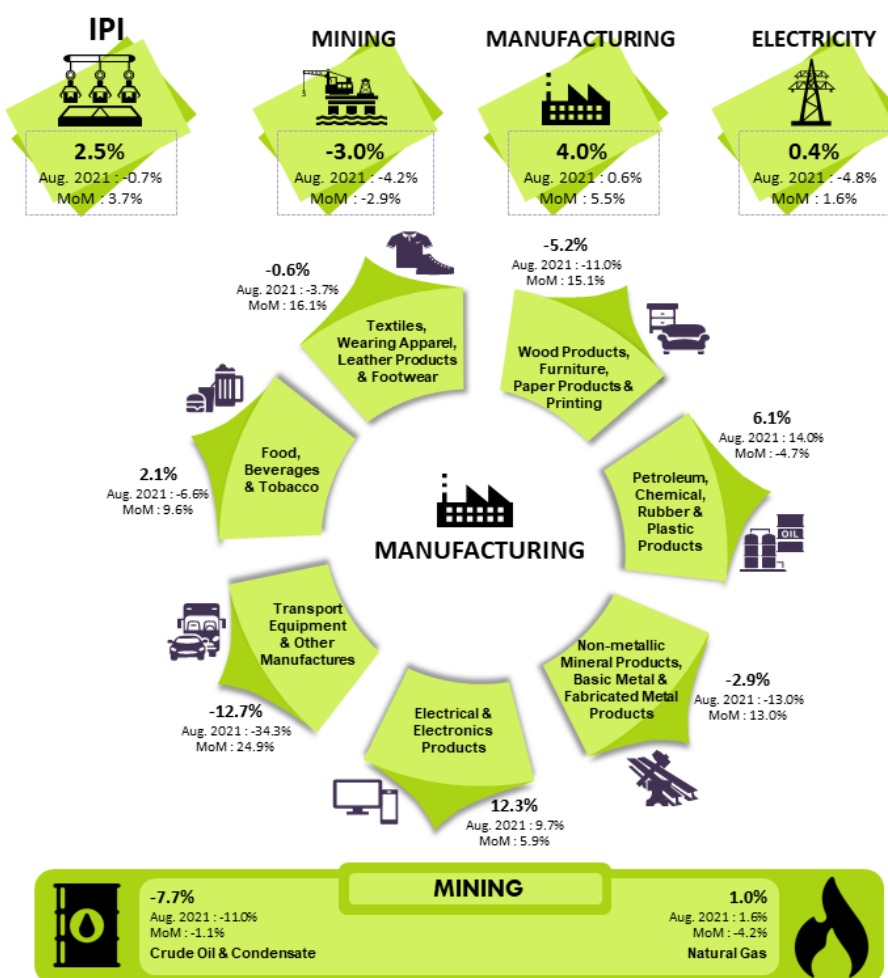 IPI
2.5%
Aug. 2021 : -0.7%
MoM : 3.7%
MINING
-3.0%
Aug. 2021 : -4.2%
MoM : -2.9%
MANUFACTURING
4.0%
Aug. 2021 : 0.6%
MoM : 5.5%
ELECTRICITY
0.4%
Aug. 2021 : -4.8%
MoM : 1.6%
-0.6%
Aug. 2021 : -3.7%
MoM : 16.1%
Textiles,
Wearing Apparel,
Leather Products
& Footwear
-5.2%
Aug. 2021 : -11.0%
MoM : 15.1%
Wood Products,
Furniture,
Paper Products &
Printing
2.1%
Aug. 2021 : -6.6%
MoM : 9.6%
Food,
Beverages
& Tobacco
6.1%
Aug. 2021 : 14.0%
MoM : -4.7%
Petroleum,
Chemical,
Rubber &
Plastic
Products
OIL
MANUFACTURING
Transport
Equipment
& Other
Manufactures
-12.7%
Aug. 2021 : -34.3%
MoM : 24.9%
Non-metallic
Mineral Products,
Basic Metal &
Fabricated Metal
Products
-2.9%
Aug. 2021 : -13.0%
MoM : 13.0%
Electrical &
Electronics
Products
12.3%
Aug. 2021 : 9.7%
MoM : 5.9%
MINING
-7.7%
Aug. 2021 : -11.0%
MoM : -1.1%
Crude Oil & Condensate
1.0%
Aug. 2021 : 1.6%
MoM : -4.2%
Natural Gas